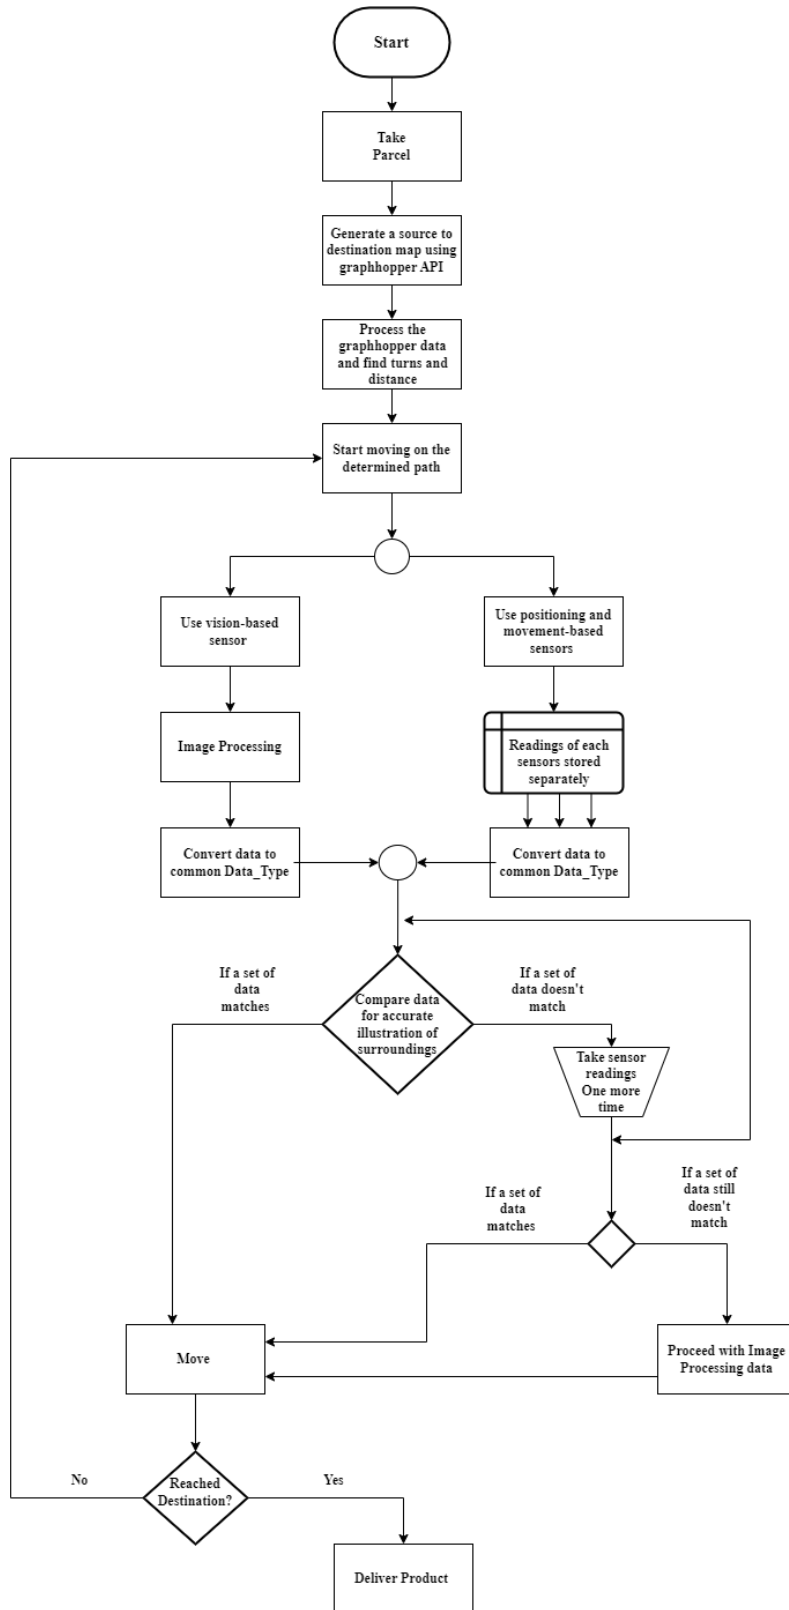 Start
Take
Parcel
Generate a source to
destination map using
graphhopper API
Process the
graphhopper data
and find turns and
distance
Start moving on the
determined path
Use vision-based
sensor
Use positioning and
movement-based
sensors
Image Processing
Readings of each
sensors stored
separately
Convert data to
common Data_Type
Convert data to
common Data_Type
If a set of
data
matches
Compare data
for accurate
illustration of
surroundings
If a set of
data doesn't
match
Take sensor
readings
One more
time
If a set of
data
matches
If a set of
data still
doesn't
match
Move
Proceed with Image
Processing data
No
Reached
Destination?
Yes
Deliver Product